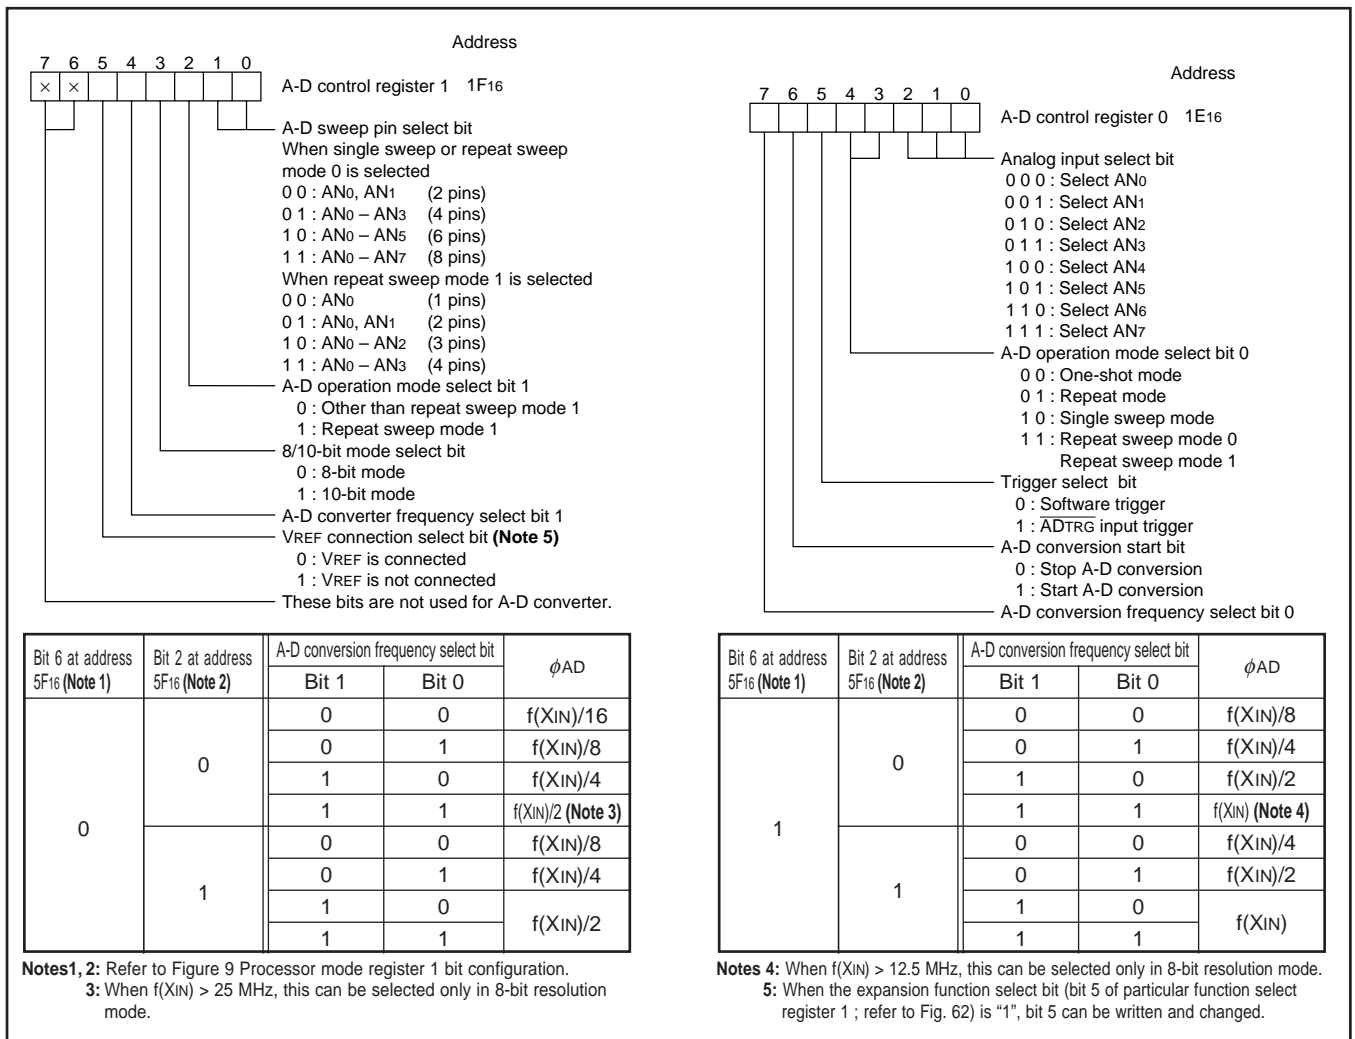 Address
7 6 5 4 3 2 1 0
× ×
A-D control register 1 1F16
A-D sweep pin select bit
When single sweep or repeat sweep
mode 0 is selected
0 0 : AN0, AN1 (2 pins)
0 1 : AN0 – AN3 (4 pins)
1 0 : AN0 – AN5 (6 pins)
1 1 : AN0 – AN7 (8 pins)
When repeat sweep mode 1 is selected
0 0 : AN0 (1 pins)
0 1 : AN0, AN1 (2 pins)
1 0 : AN0 – AN2 (3 pins)
1 1 : AN0 – AN3 (4 pins)
A-D operation mode select bit 1
0 : Other than repeat sweep mode 1
1 : Repeat sweep mode 1
8/10-bit mode select bit
0 : 8-bit mode
1 : 10-bit mode
A-D converter frequency select bit 1
VREF connection select bit (Note 5)
0 : VREF is connected
1 : VREF is not connected
These bits are not used for A-D converter.
Address
7 6 5 4 3 2 1 0
A-D control register 0 1E16
Analog input select bit
0 0 0 : Select AN0
0 0 1 : Select AN1
0 1 0 : Select AN2
0 1 1 : Select AN3
1 0 0 : Select AN4
1 0 1 : Select AN5
1 1 0 : Select AN6
1 1 1 : Select AN7
A-D operation mode select bit 0
0 0 : One-shot mode
0 1 : Repeat mode
1 0 : Single sweep mode
1 1 : Repeat sweep mode 0
Repeat sweep mode 1
Trigger select bit
0 : Software trigger
1 : ADTRG input trigger
A-D conversion start bit
0 : Stop A-D conversion
1 : Start A-D conversion
A-D conversion frequency select bit 0
Bit 6 at address 5F16 (Note 1) Bit 2 at address 5F16 (Note 2) A-D conversion frequency select bit ϕAD
Bit 1 Bit 0
0 0 0 0 f(XIN)/16
0 1 f(XIN)/8
1 0 f(XIN)/4
1 1 f(XIN)/2 (Note 3)
1 0 0 f(XIN)/8
0 1 f(XIN)/4
1 0 f(XIN)/2
1 1
Notes1, 2: Refer to Figure 9 Processor mode register 1 bit configuration.
3: When f(XIN) > 25 MHz, this can be selected only in 8-bit resolution
mode.
Bit 6 at address 5F16 (Note 1) Bit 2 at address 5F16 (Note 2) A-D conversion frequency select bit ϕAD
Bit 1 Bit 0
1 0 0 0 f(XIN)/8
0 1 f(XIN)/4
1 0 f(XIN)/2
1 1 f(XIN) (Note 4)
1 0 0 f(XIN)/4
0 1 f(XIN)/2
1 0 f(XIN)
1 1
Notes 4: When f(XIN) > 12.5 MHz, this can be selected only in 8-bit resolution mode.
5: When the expansion function select bit (bit 5 of particular function select
register 1 ; refer to Fig. 62) is “1”, bit 5 can be written and changed.